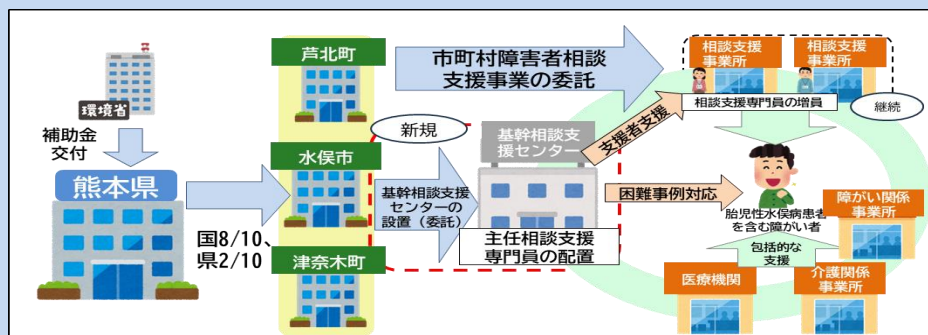 環境省
補助金
交付
熊本県
国8/10、
県2/10
芦北町
水俣市
津奈木町
市町村障害者相談
支援事業の委託
新規
基幹相談支援
センターの
設置（委託）
基幹相談支
援センター
主任相談支援
専門員の配置
支援者支援
困難事例対応
相談支援
事業所
相談支援
事業所
相談支援専門員の増員
継続
胎児性水俣病患者
を含む障がい者
障がい関係
事業所
包括的な
支援
医療機関
介護関係
事業所